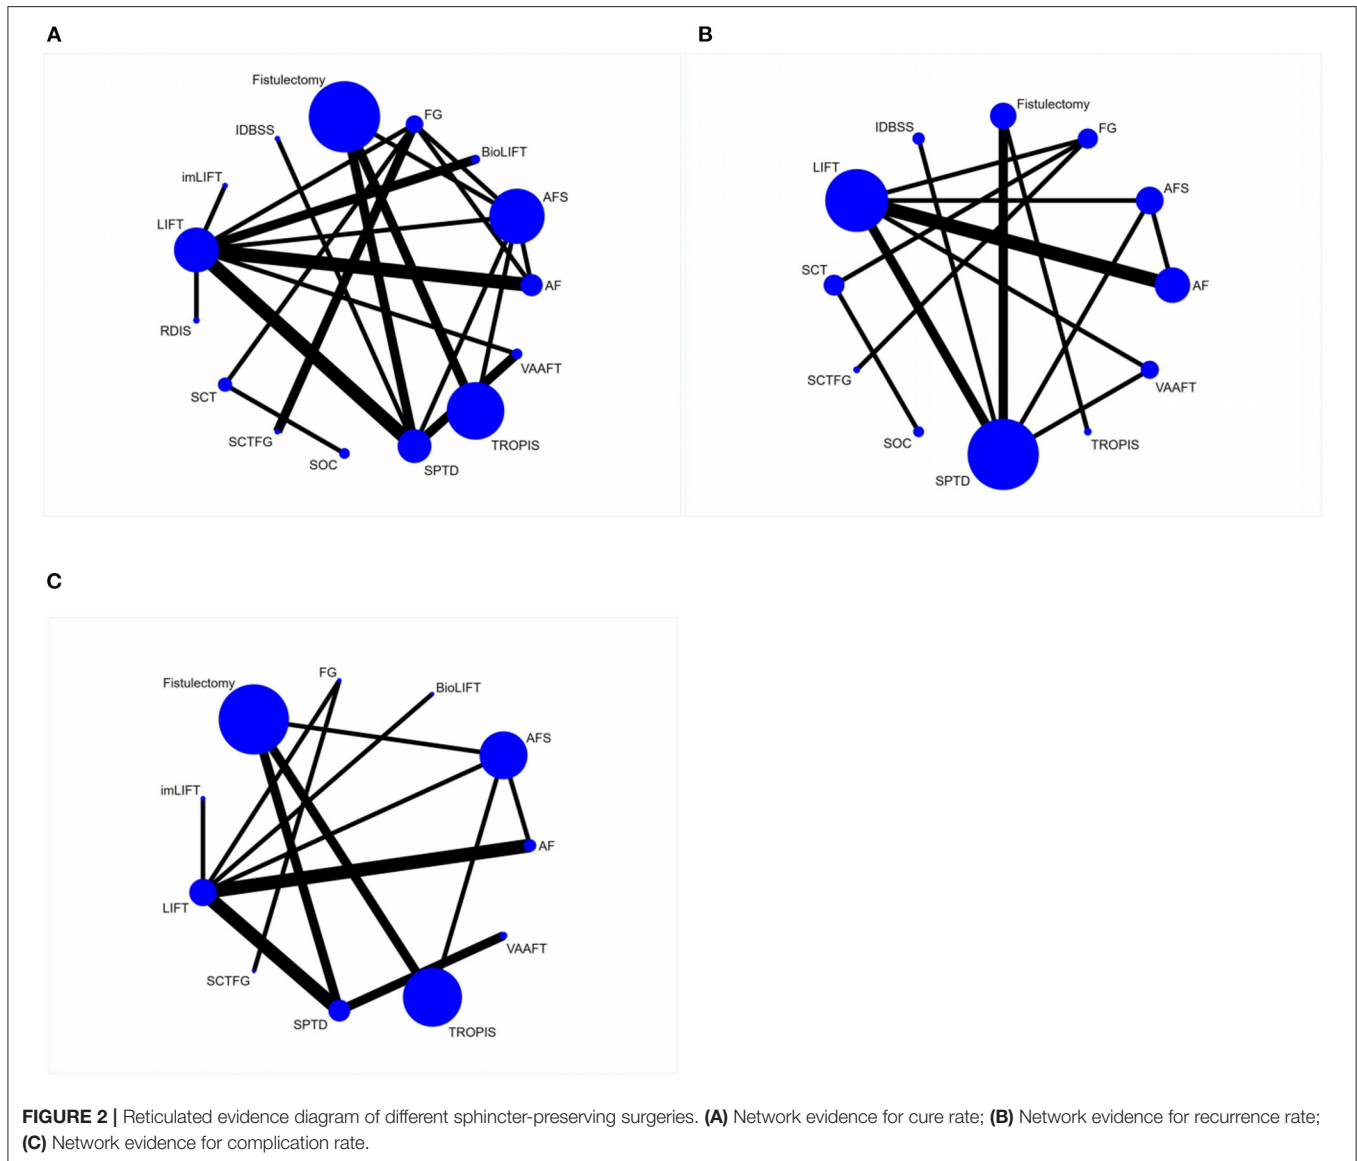 A
B
Fistulectomy
FG
IDBSS
BioLIFT
imLIFT
AFS
LIFT
AF
RDIS
VAAFT
SCT
SCTFG
TROPIS
SOC
SPTD
Fistulectomy
IDBSS
FG
LIFT
AFS
SCT
AF
SCTFG
VAAFT
SOC
TROPIS
SPTD
C
FG
Fistulectomy
BioLIFT
AFS
imLIFT
AF
LIFT
VAAFT
SCTFG
SPTD
TROPIS
FIGURE 2 | Reticulated evidence diagram of different sphincter-preserving surgeries. (A) Network evidence for cure rate; (B) Network evidence for recurrence rate;
(C) Network evidence for complication rate.